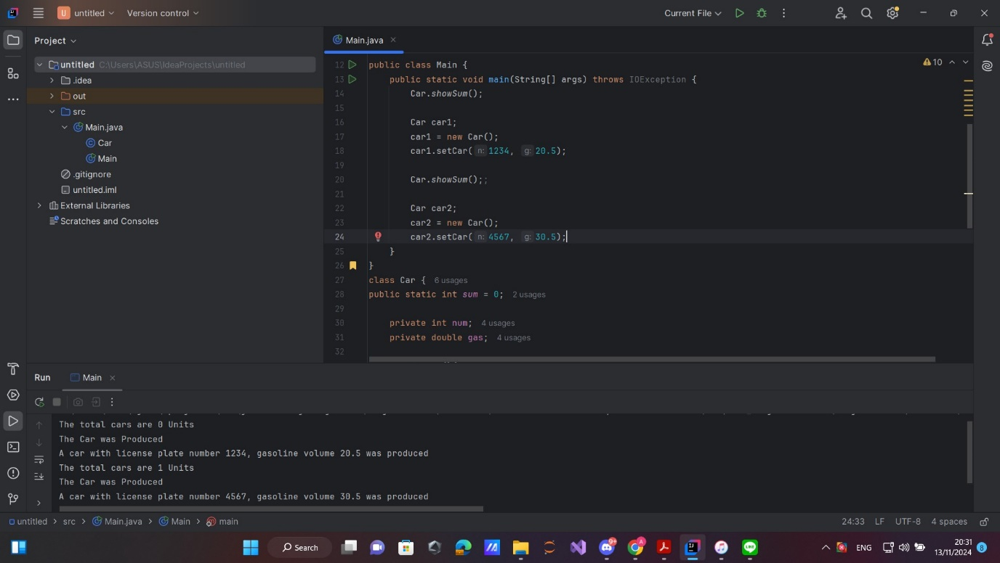 U untitled Version control Current File
Project
Main.java
untitled C:\Users\ASUS\IdeaProjects\untitled
.idea
out
src
Main.java
Car
Main
.gitignore
untitled.iml
External Libraries
Scratches and Consoles
10
12 public class Main {
13 public static void main(String[] args) throws IOException {
14 Car.showSum();
15
16 Car car1;
17 car1 = new Car();
18 car1.setCar( n: 1234, g: 20.5);
19
20 Car.showSum();;
21
22 Car car2;
23 car2 = new Car();
24 car2.setCar( n: 4567, g: 30.5);
25 }
26 }
27 class Car { 6 usages
28 public static int sum = 0; 2 usages
29
30 private int num; 4 usages
31 private double gas; 4 usages
32
Run Main
The total cars are 0 Units
The Car was Produced
A car with license plate number 1234, gasoline volume 20.5 was produced
The total cars are 1 Units
The Car was Produced
A car with license plate number 4567, gasoline volume 30.5 was produced
untitled > src > Main.java > Main > main 24:33 LF UTF-8 4 spaces
Search
ENG
20:31
13/11/2024
8